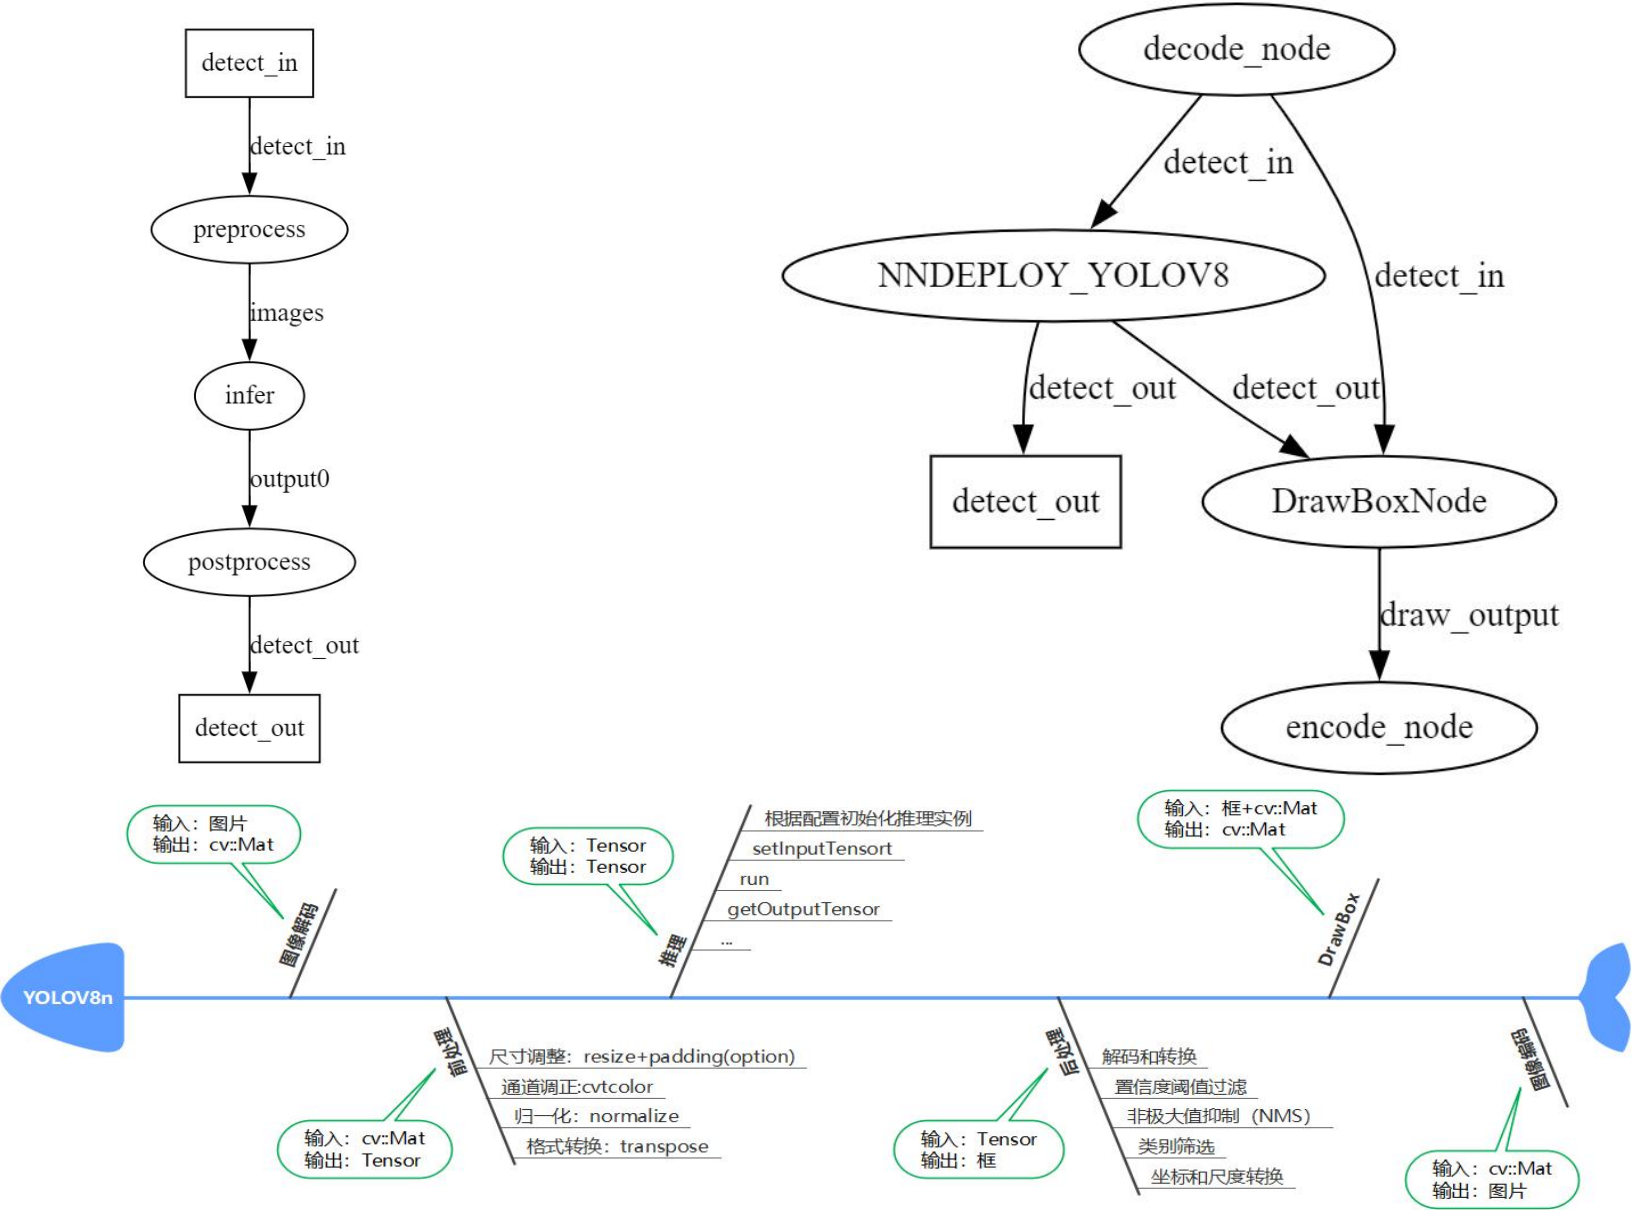 detect_in
detect_in
preprocess
images
infer
output0
postprocess
detect_out
detect_out
decode_node
detect_in
NNDEPLOY_YOLOV8
detect_in
detect_out
detect_out
detect_out
DrawBoxNode
draw_output
encode_node
输入：图片
输出：cv::Mat
图像解码
输入：Tensor
输出：Tensor
推理
根据配置初始化推理实例
setInputTensort
run
getOutputTensor
...
输入：框+cv::Mat
输出：cv::Mat
DrawBox
YOLOV8n
前处理
尺寸调整：resize+padding(option)
通道调正:cvtcolor
归一化：normalize
格式转换：transpose
输入：cv::Mat
输出：Tensor
后处理
解码和转换
置信度阈值过滤
非极大值抑制（NMS）
类别筛选
坐标和尺度转换
输入：Tensor
输出：框
图像编码
输入：cv::Mat
输出：图片